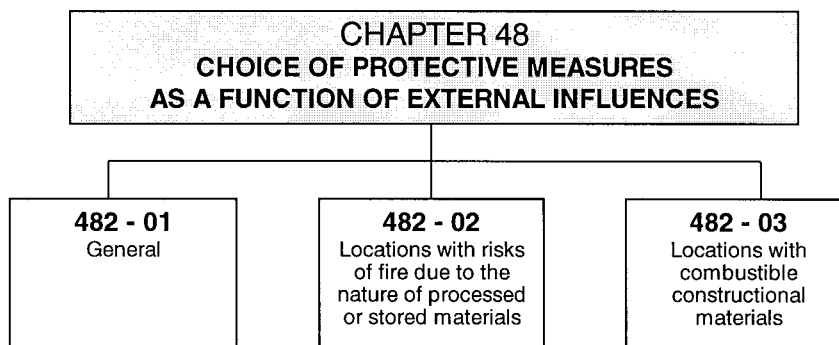 CHAPTER 48
CHOICE OF PROTECTIVE MEASURES
AS A FUNCTION OF EXTERNAL INFLUENCES
482 - 01
General
482 - 02
Locations with risks
of fire due to the
nature of processed
or stored materials
482 - 03
Locations with
combustible
constructional
materials